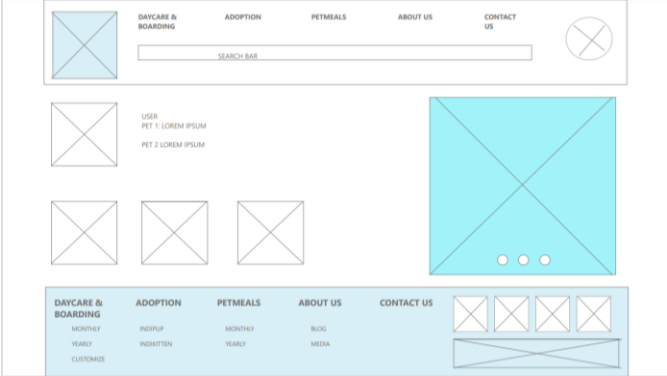 DAYCARE &
BOARDING
ADOPTION
PETMEALS
ABOUT US
CONTACT
US
SEARCH BAR
USER
PET 1: LOREM IPSUM
PET 2 LOREM IPSUM
DAYCARE &
BOARDING
ADOPTION
PETMEALS
ABOUT US
CONTACT US
MONTHLY
INDIPUP
MONTHLY
BLOG
YEARLY
INDIKITTEN
YEARLY
MEDIA
CUSTOMIZE